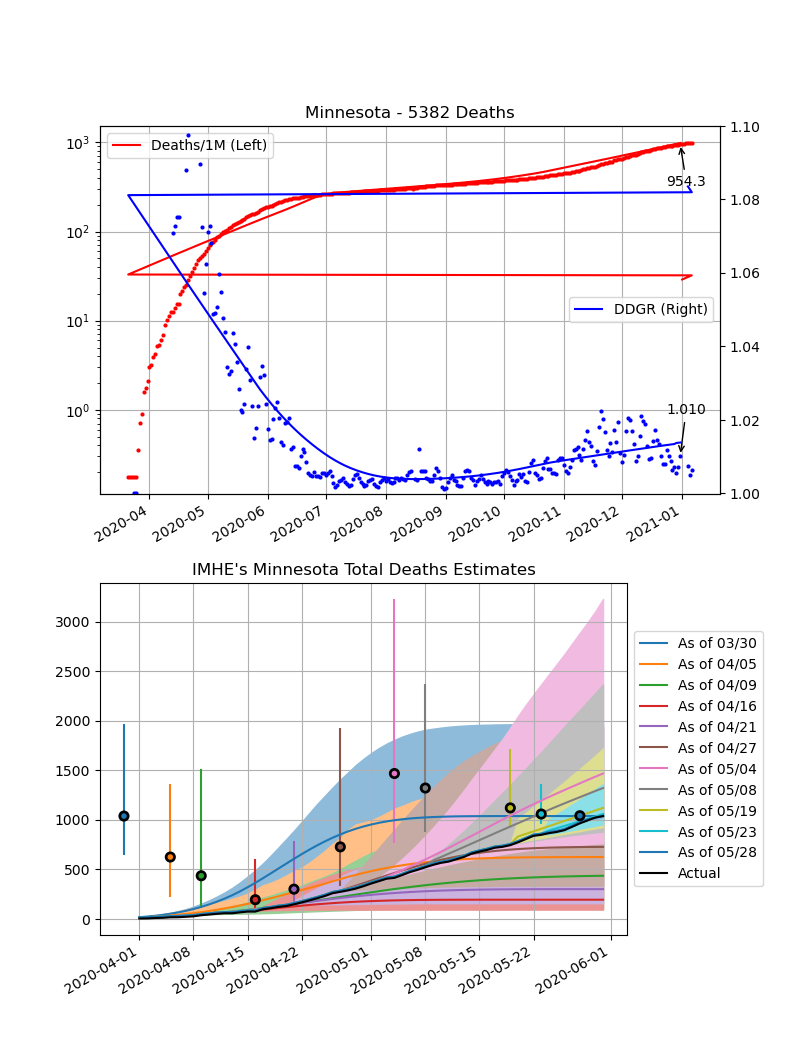 Minnesota - 5382 Deaths
Deaths/1M (Left)
DDGR (Right)
954.3
1.010
10³
10²
10¹
10⁰
1.10
1.08
1.06
1.04
1.02
1.00
2020-04
2020-05
2020-06
2020-07
2020-08
2020-09
2020-10
2020-11
2020-12
2021-01
IMHE's Minnesota Total Deaths Estimates
3000
2500
2000
1500
1000
500
0
2020-04-01
2020-04-08
2020-04-15
2020-04-22
2020-05-01
2020-05-08
2020-05-15
2020-05-22
2020-06-01
As of 03/30
As of 04/05
As of 04/09
As of 04/16
As of 04/21
As of 04/27
As of 05/04
As of 05/08
As of 05/19
As of 05/23
As of 05/28
Actual